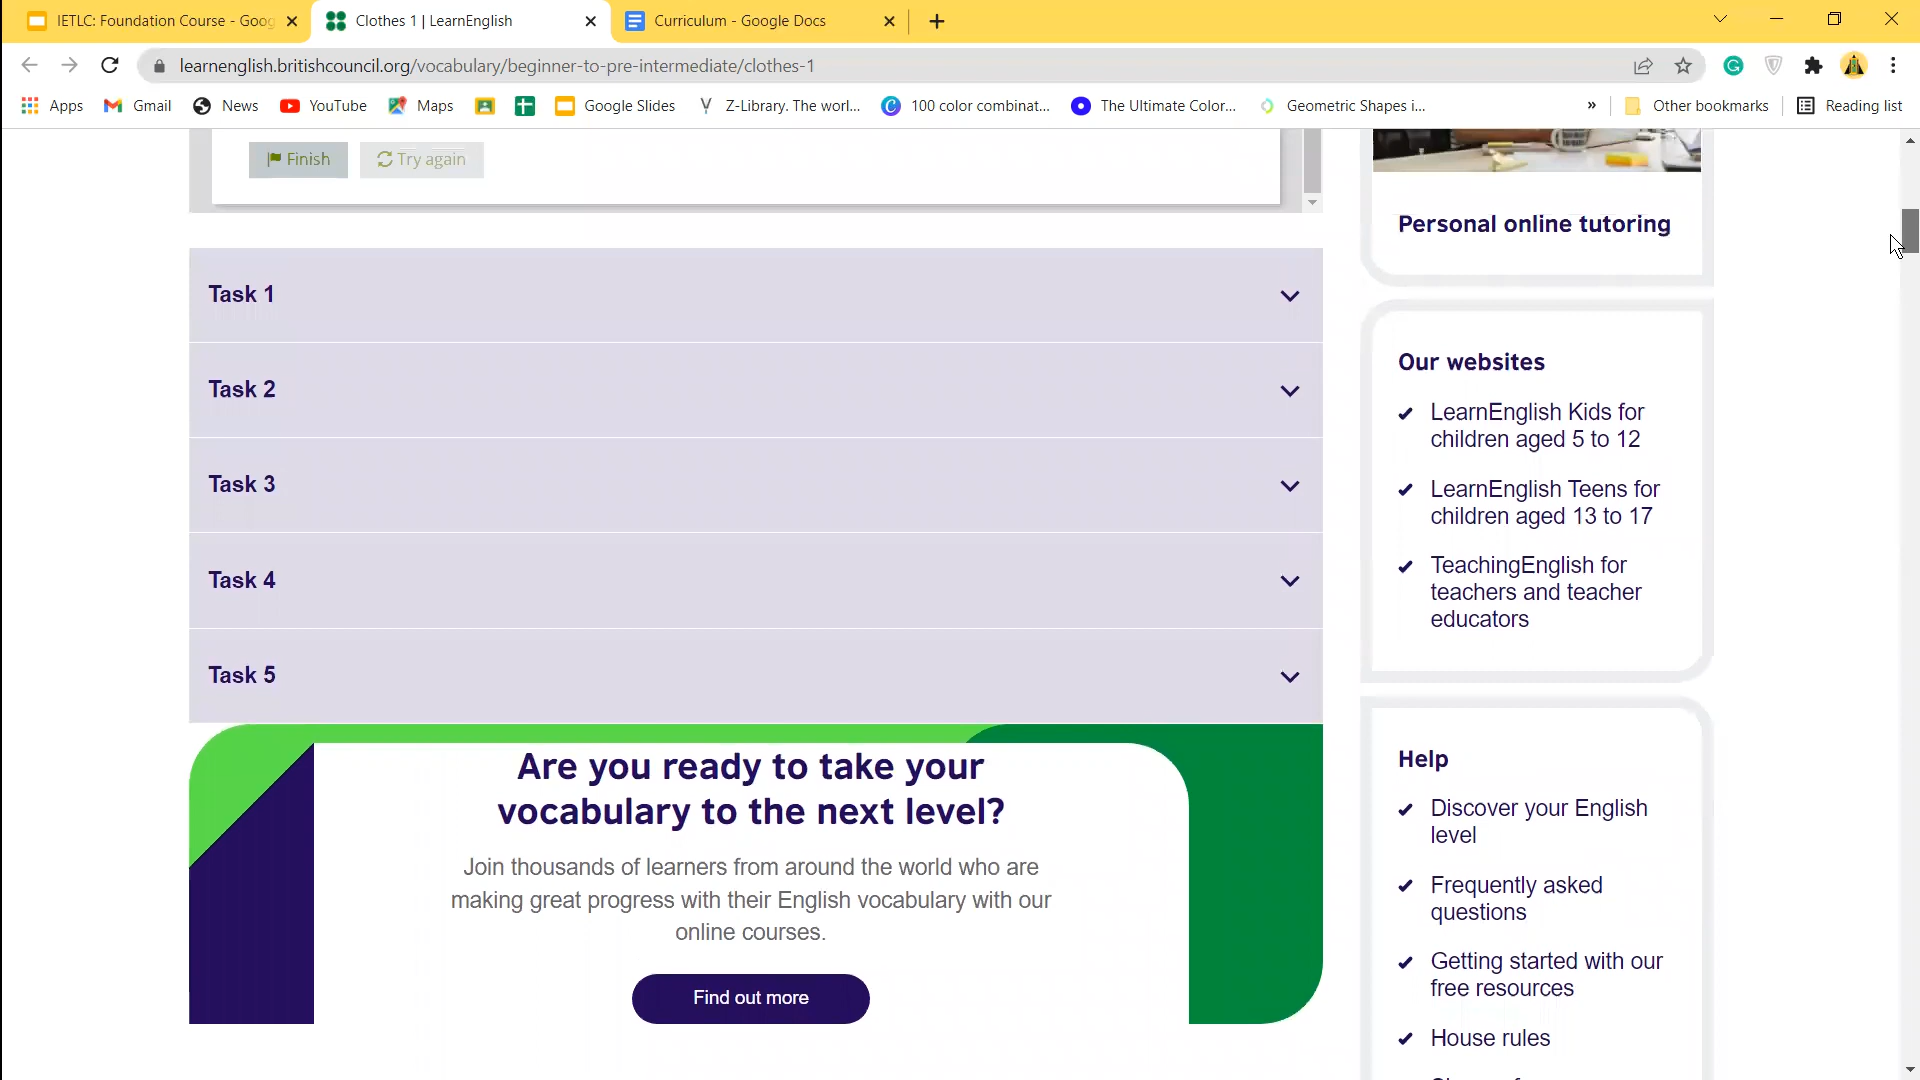 IETLC: Foundation Course - Goog
Clothes 1 | LearnEnglish
Curriculum - Google Docs
learnenglish.britishcouncil.org/vocabulary/beginner-to-pre-intermediate/clothes-1
Apps
Gmail
News
YouTube
Maps
Google Slides
Z-Library. The worl...
100 color combinat...
The Ultimate Color...
Geometric Shapes i...
»
Other bookmarks
Reading list
Finish
Try again
Task 1
Task 2
Task 3
Task 4
Task 5
Are you ready to take your
vocabulary to the next level?
Join thousands of learners from around the world who are
making great progress with their English vocabulary with our
online courses.
Find out more
Personal online tutoring
Our websites
LearnEnglish Kids for
children aged 5 to 12
LearnEnglish Teens for
children aged 13 to 17
TeachingEnglish for
teachers and teacher
educators
Help
Discover your English
level
Frequently asked
questions
Getting started with our
free resources
House rules